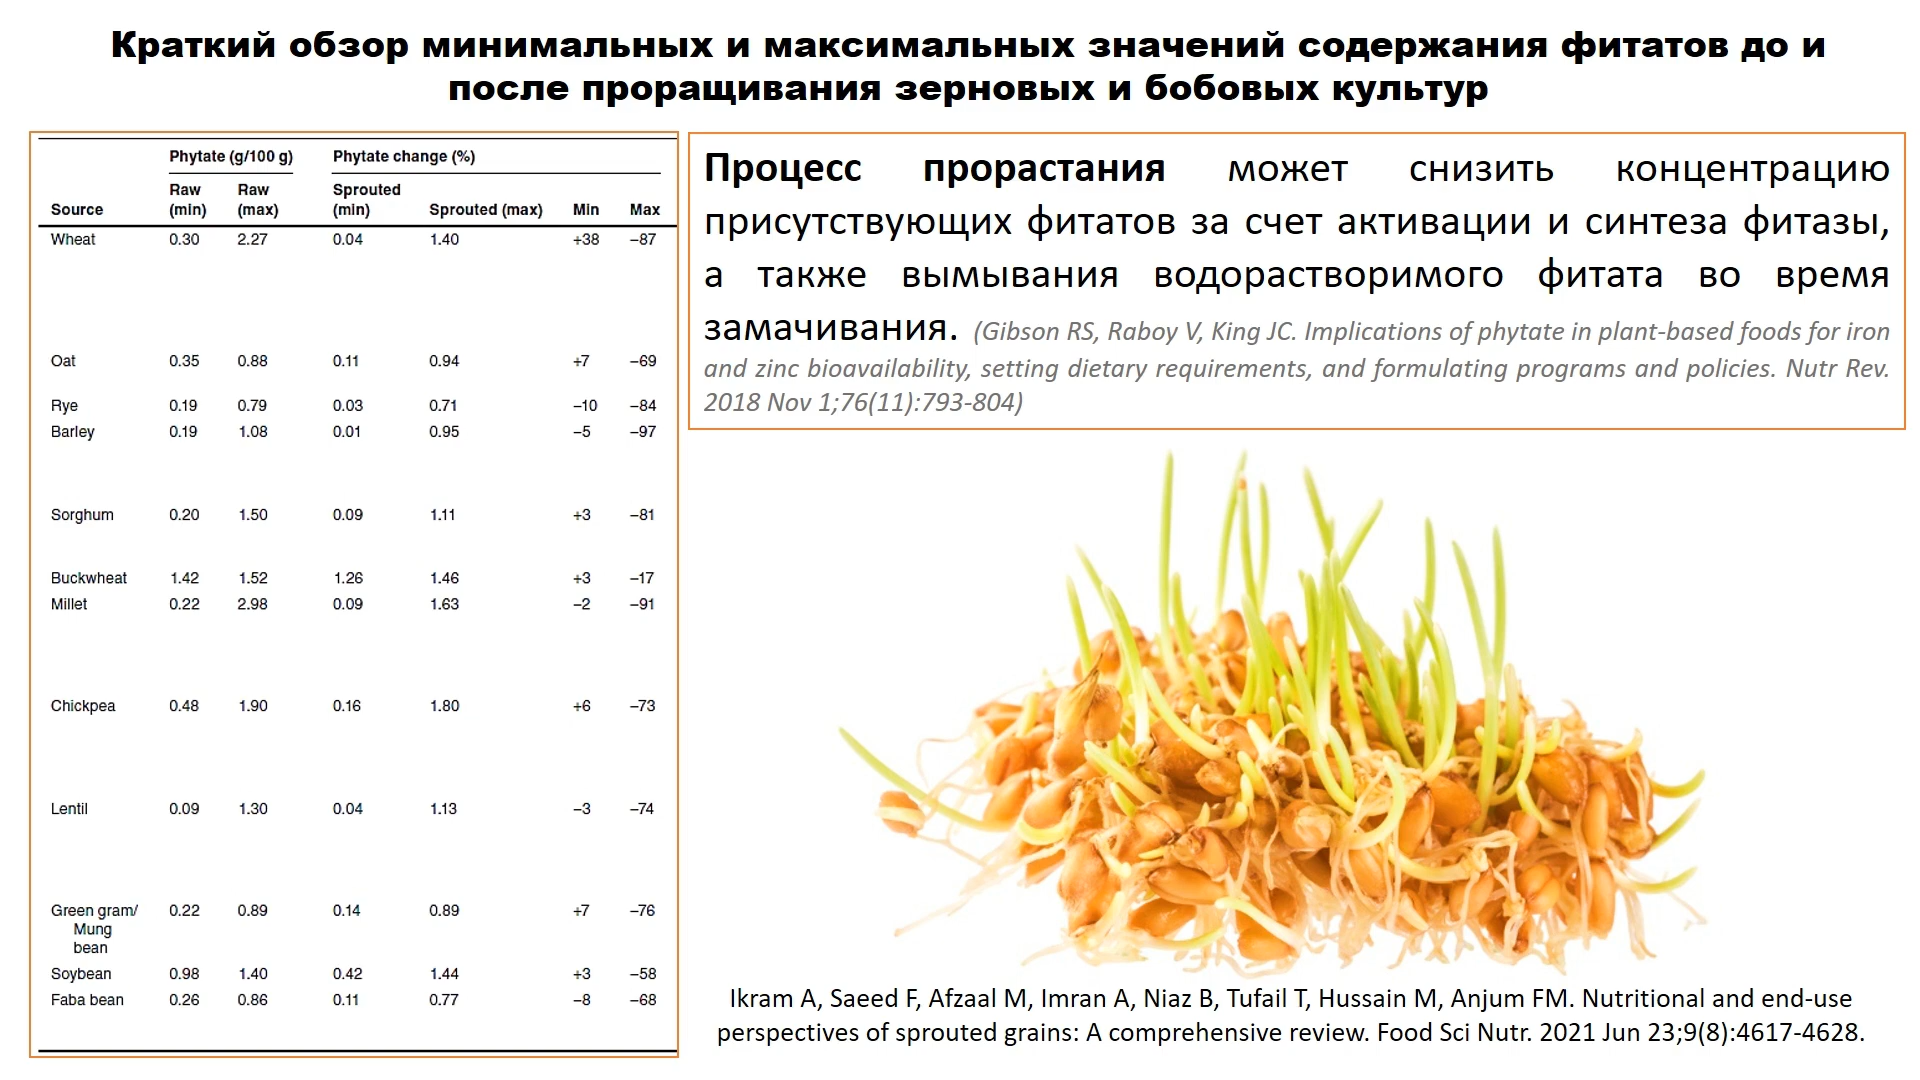 Краткий обзор минимальных и максимальных значений содержания фитатов до и
после проращивания зерновых и бобовых культур
Phytate (g/100 g) Phytate change (%)
Source Raw (min) Raw (max) Sprouted (min) Sprouted (max) Min Max
Wheat 0.30 2.27 0.04 1.40 +38 −87
Oat 0.35 0.88 0.11 0.94 +7 −69
Rye 0.19 0.79 0.03 0.71 −10 −84
Barley 0.19 1.08 0.01 0.95 −5 −97
Sorghum 0.20 1.50 0.09 1.11 +3 −81
Buckwheat 1.42 1.52 1.26 1.46 +3 −17
Millet 0.22 2.98 0.09 1.63 −2 −91
Chickpea 0.48 1.90 0.16 1.80 +6 −73
Lentil 0.09 1.30 0.04 1.13 −3 −74
Green gram/ 0.22 0.89 0.14 0.89 +7 −76
Mung
bean
Soybean 0.98 1.40 0.42 1.44 +3 −58
Faba bean 0.26 0.86 0.11 0.77 −8 −68
Процесс прорастания может снизить концентрацию
присутствующих фитатов за счет активации и синтеза фитазы,
а также вымывания водорастворимого фитата во время
замачивания. (Gibson RS, Raboy V, King JC. Implications of phytate in plant-based foods for iron
and zinc bioavailability, setting dietary requirements, and formulating programs and policies. Nutr Rev.
2018 Nov 1;76(11):793-804)
Ikram A, Saeed F, Afzaal M, Imran A, Niaz B, Tufail T, Hussain M, Anjum FM. Nutritional and end-use
perspectives of sprouted grains: A comprehensive review. Food Sci Nutr. 2021 Jun 23;9(8):4617-4628.